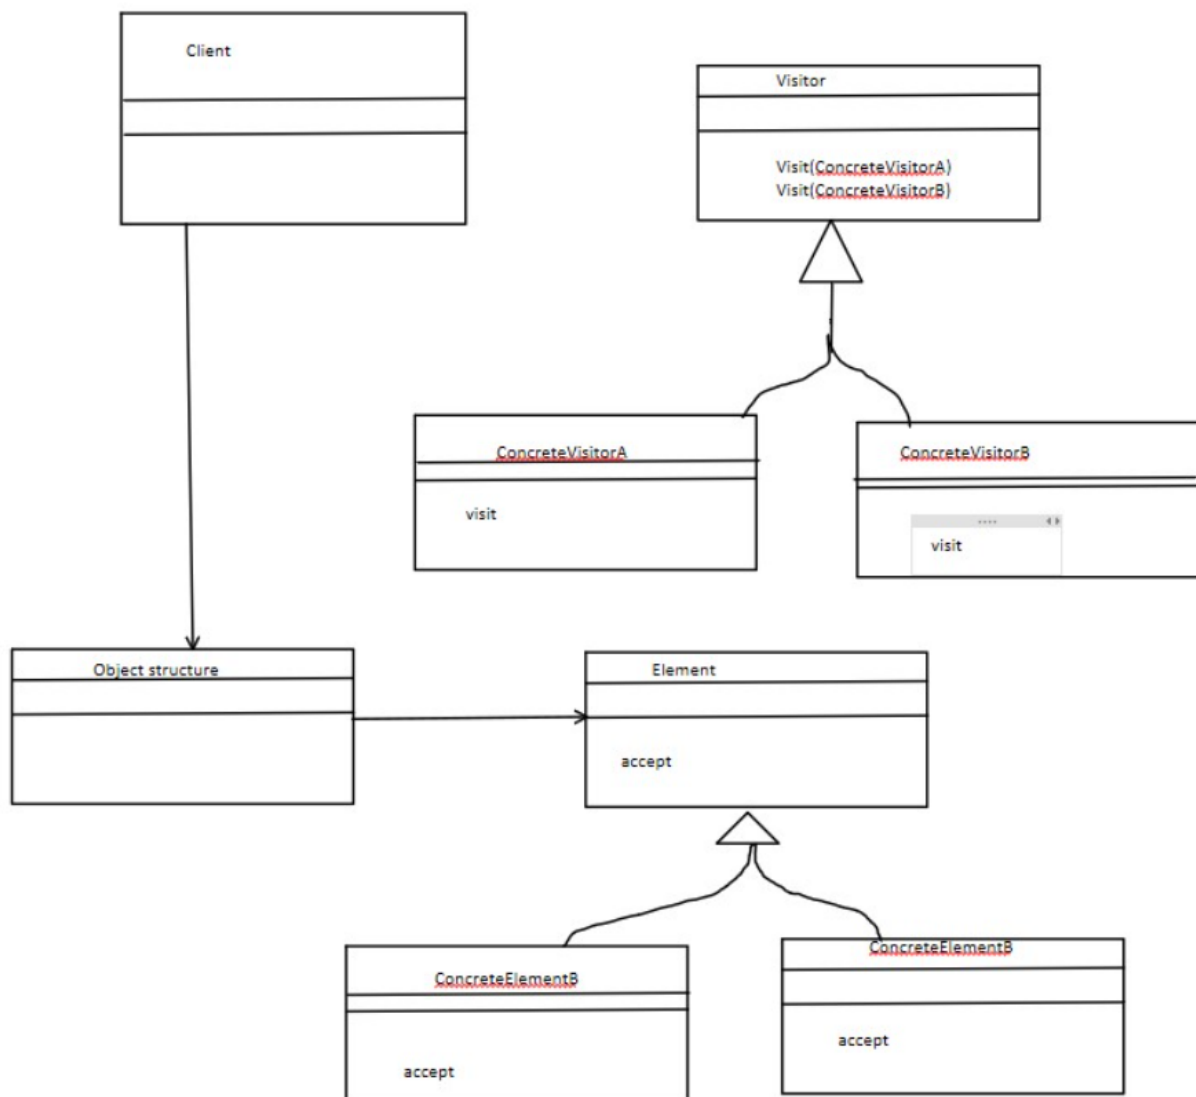 Client
Visitor
Visit(ConcreteVisitorA)
Visit(ConcreteVisitorB)
ConcreteVisitorA
visit
ConcreteVisitorB
visit
Object structure
Element
accept
ConcreteElementB
accept
ConcreteElementB
accept